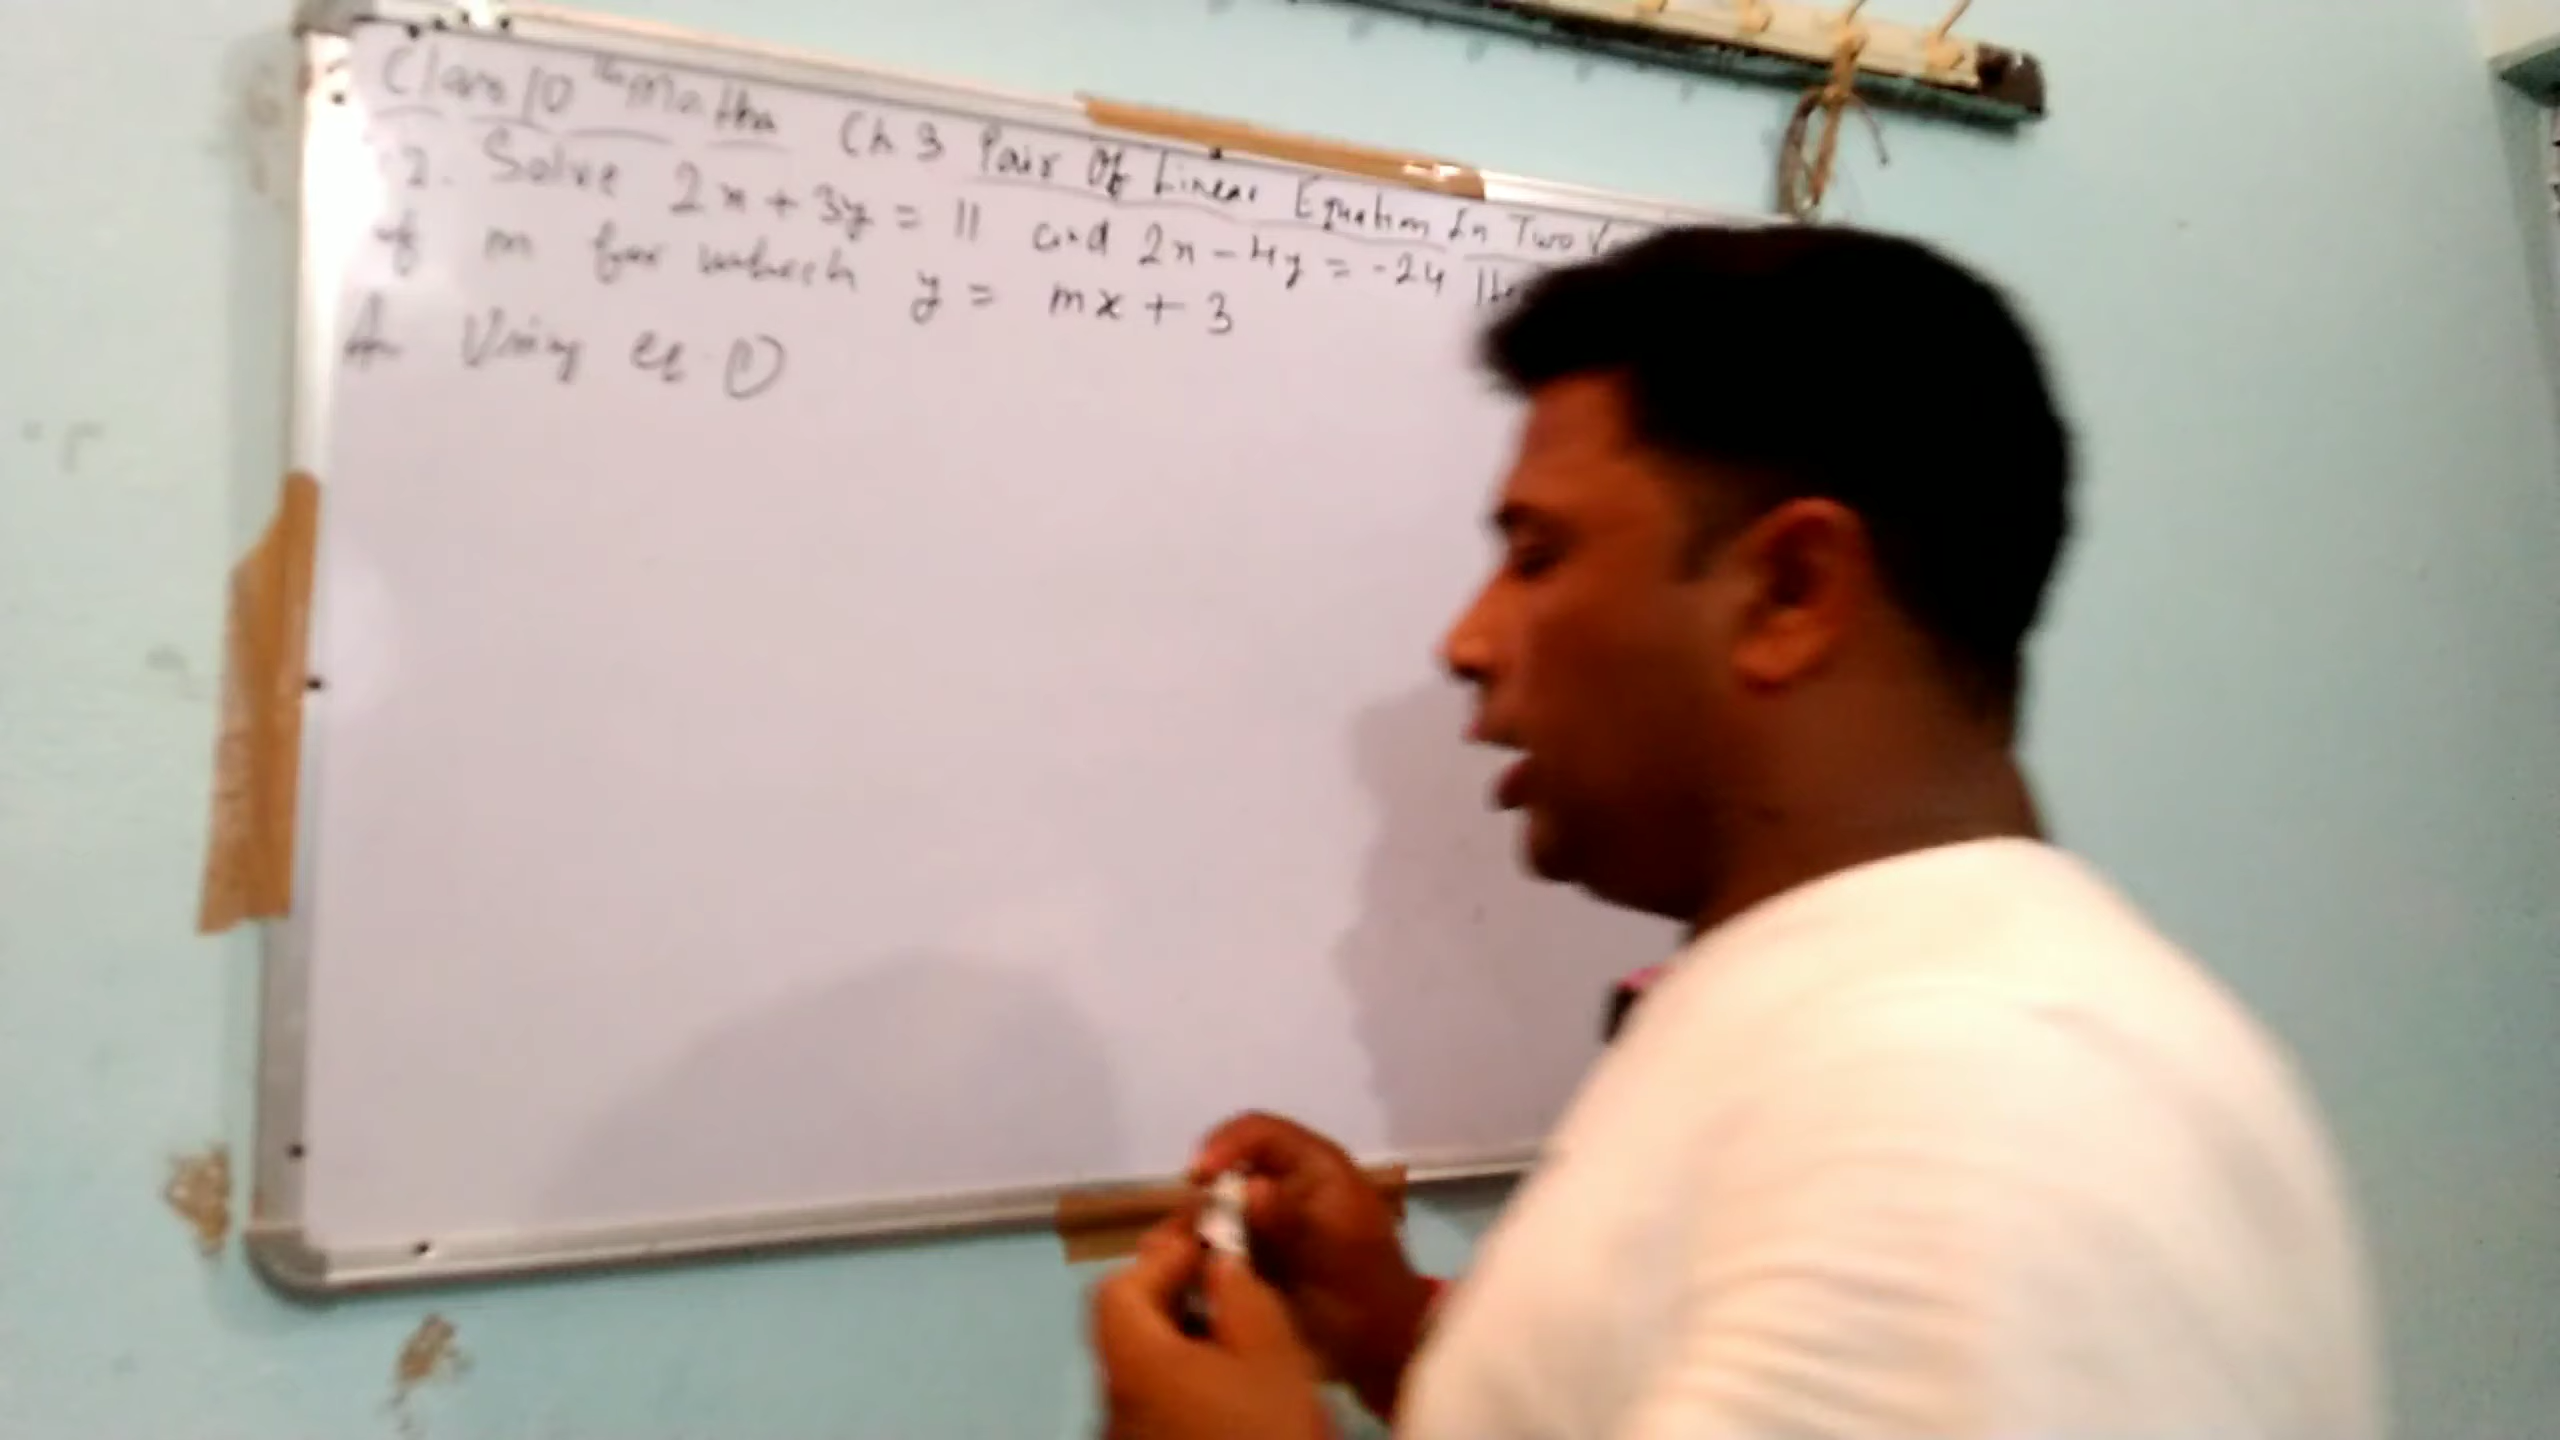 Class 10th Maths Ch 3 Pair Of Linear Equation In Two
2. Solve 2x + 3y = 11 and 2x - 4y = -24
of m for which y = mx + 3
An Using eq ①